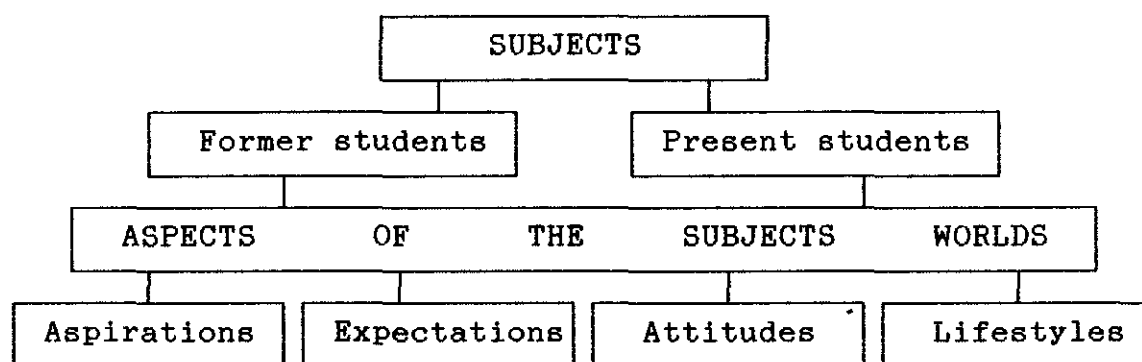 SUBJECTS
Former students Present students
ASPECTS OF THE SUBJECTS WORLDS
Aspirations Expectations Attitudes Lifestyles